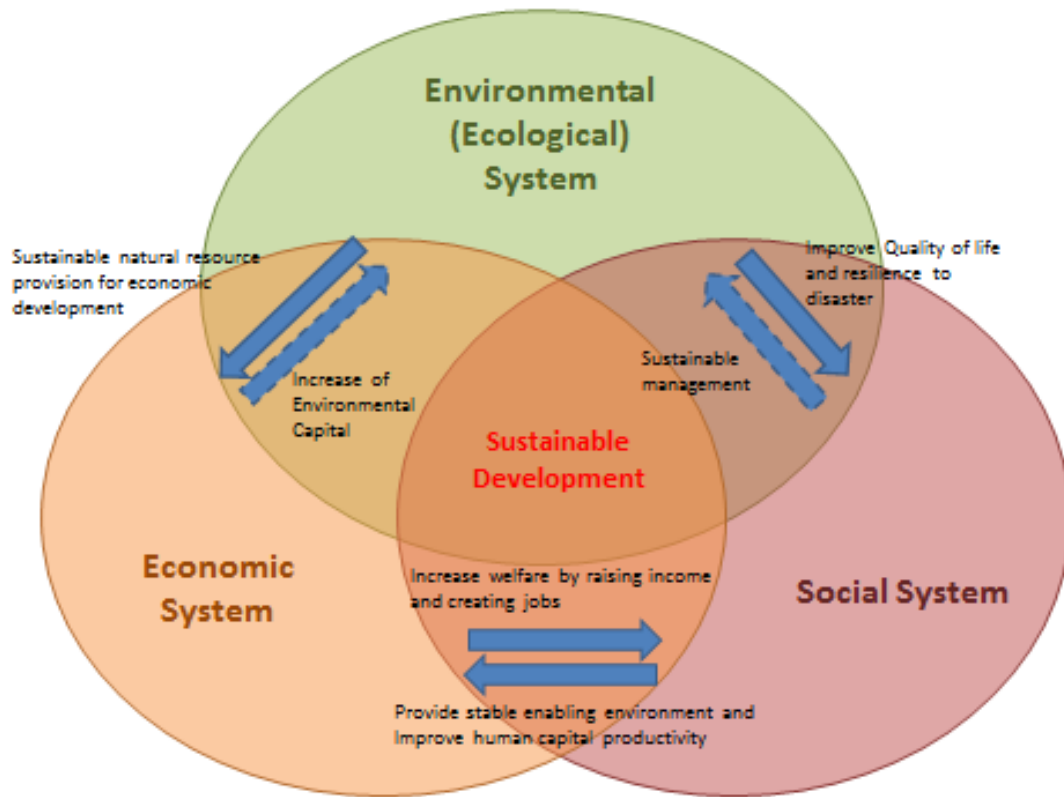 Environmental
(Ecological)
System
Sustainable natural resource
provision for economic
development
Improve Quality of life
and resilience to
disaster
Increase of
Environmental
Capital
Sustainable
management
Sustainable
Development
Economic
System
Social System
Increase welfare by raising income
and creating jobs
Provide stable enabling environment and
Improve human capital productivity